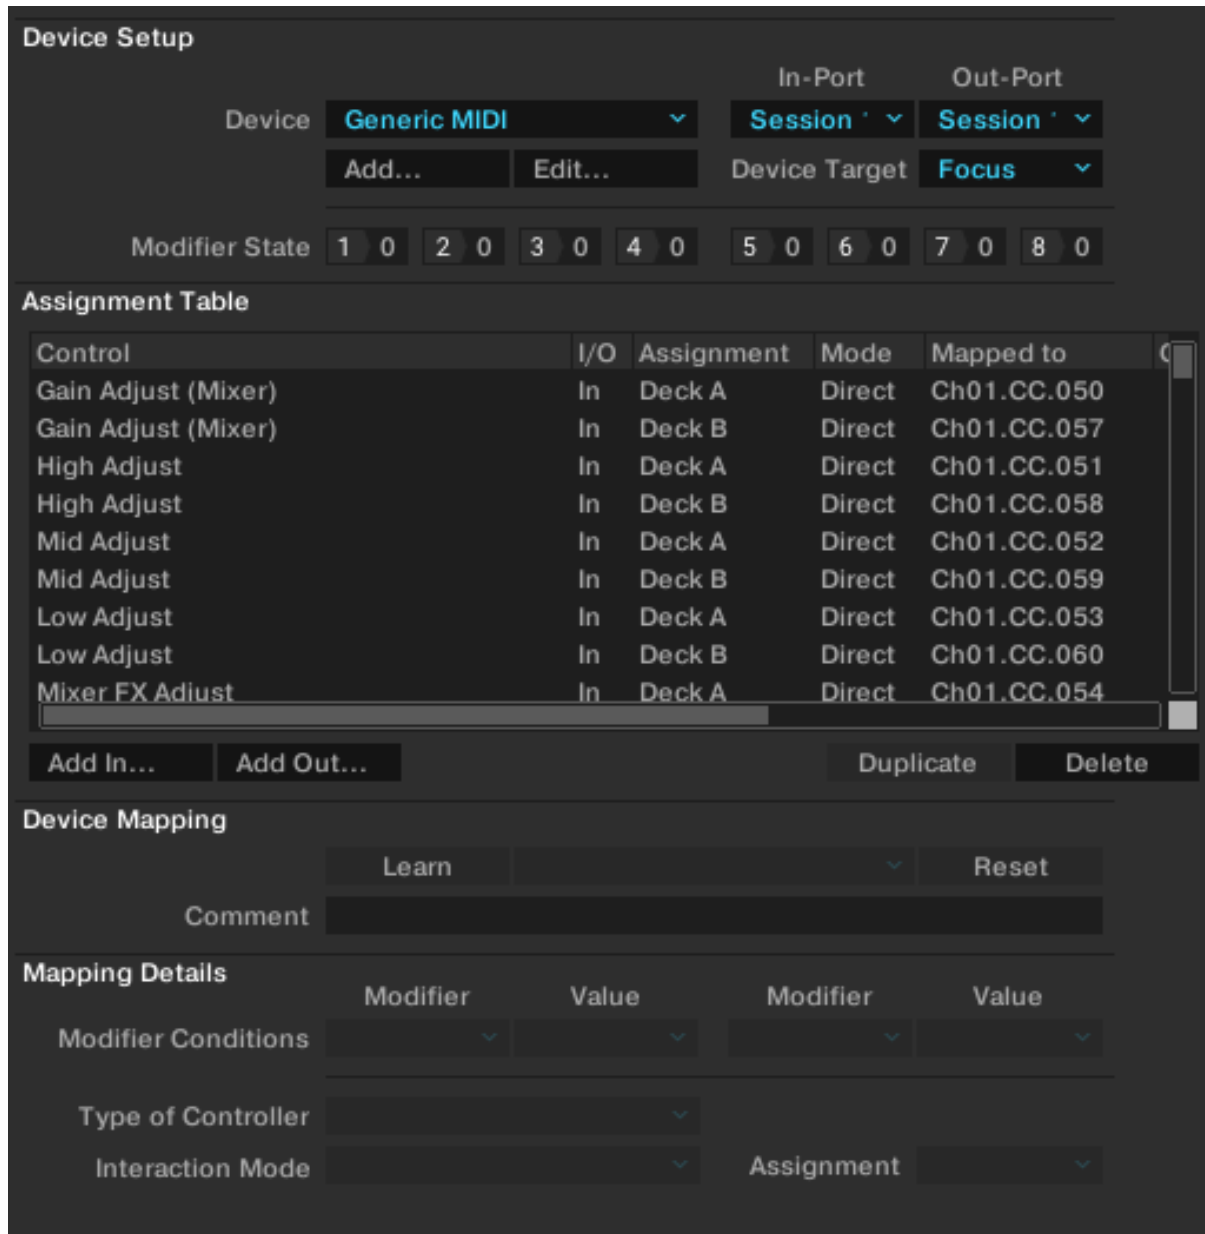 Device Setup
In-Port Out-Port
Device Generic MIDI Session Session
Add... Edit... Device Target Focus
Modifier State 1 0 2 0 3 0 4 0 5 0 6 0 7 0 8 0
Assignment Table
Control I/O Assignment Mode Mapped to
Gain Adjust (Mixer) In Deck A Direct Ch01.CC.050
Gain Adjust (Mixer) In Deck B Direct Ch01.CC.057
High Adjust In Deck A Direct Ch01.CC.051
High Adjust In Deck B Direct Ch01.CC.058
Mid Adjust In Deck A Direct Ch01.CC.052
Mid Adjust In Deck B Direct Ch01.CC.059
Low Adjust In Deck A Direct Ch01.CC.053
Low Adjust In Deck B Direct Ch01.CC.060
Mixer FX Adjust In Deck A Direct Ch01.CC.054
Add In... Add Out... Duplicate Delete
Device Mapping
Learn Reset
Comment
Mapping Details
Modifier Value Modifier Value
Modifier Conditions
Type of Controller
Interaction Mode Assignment